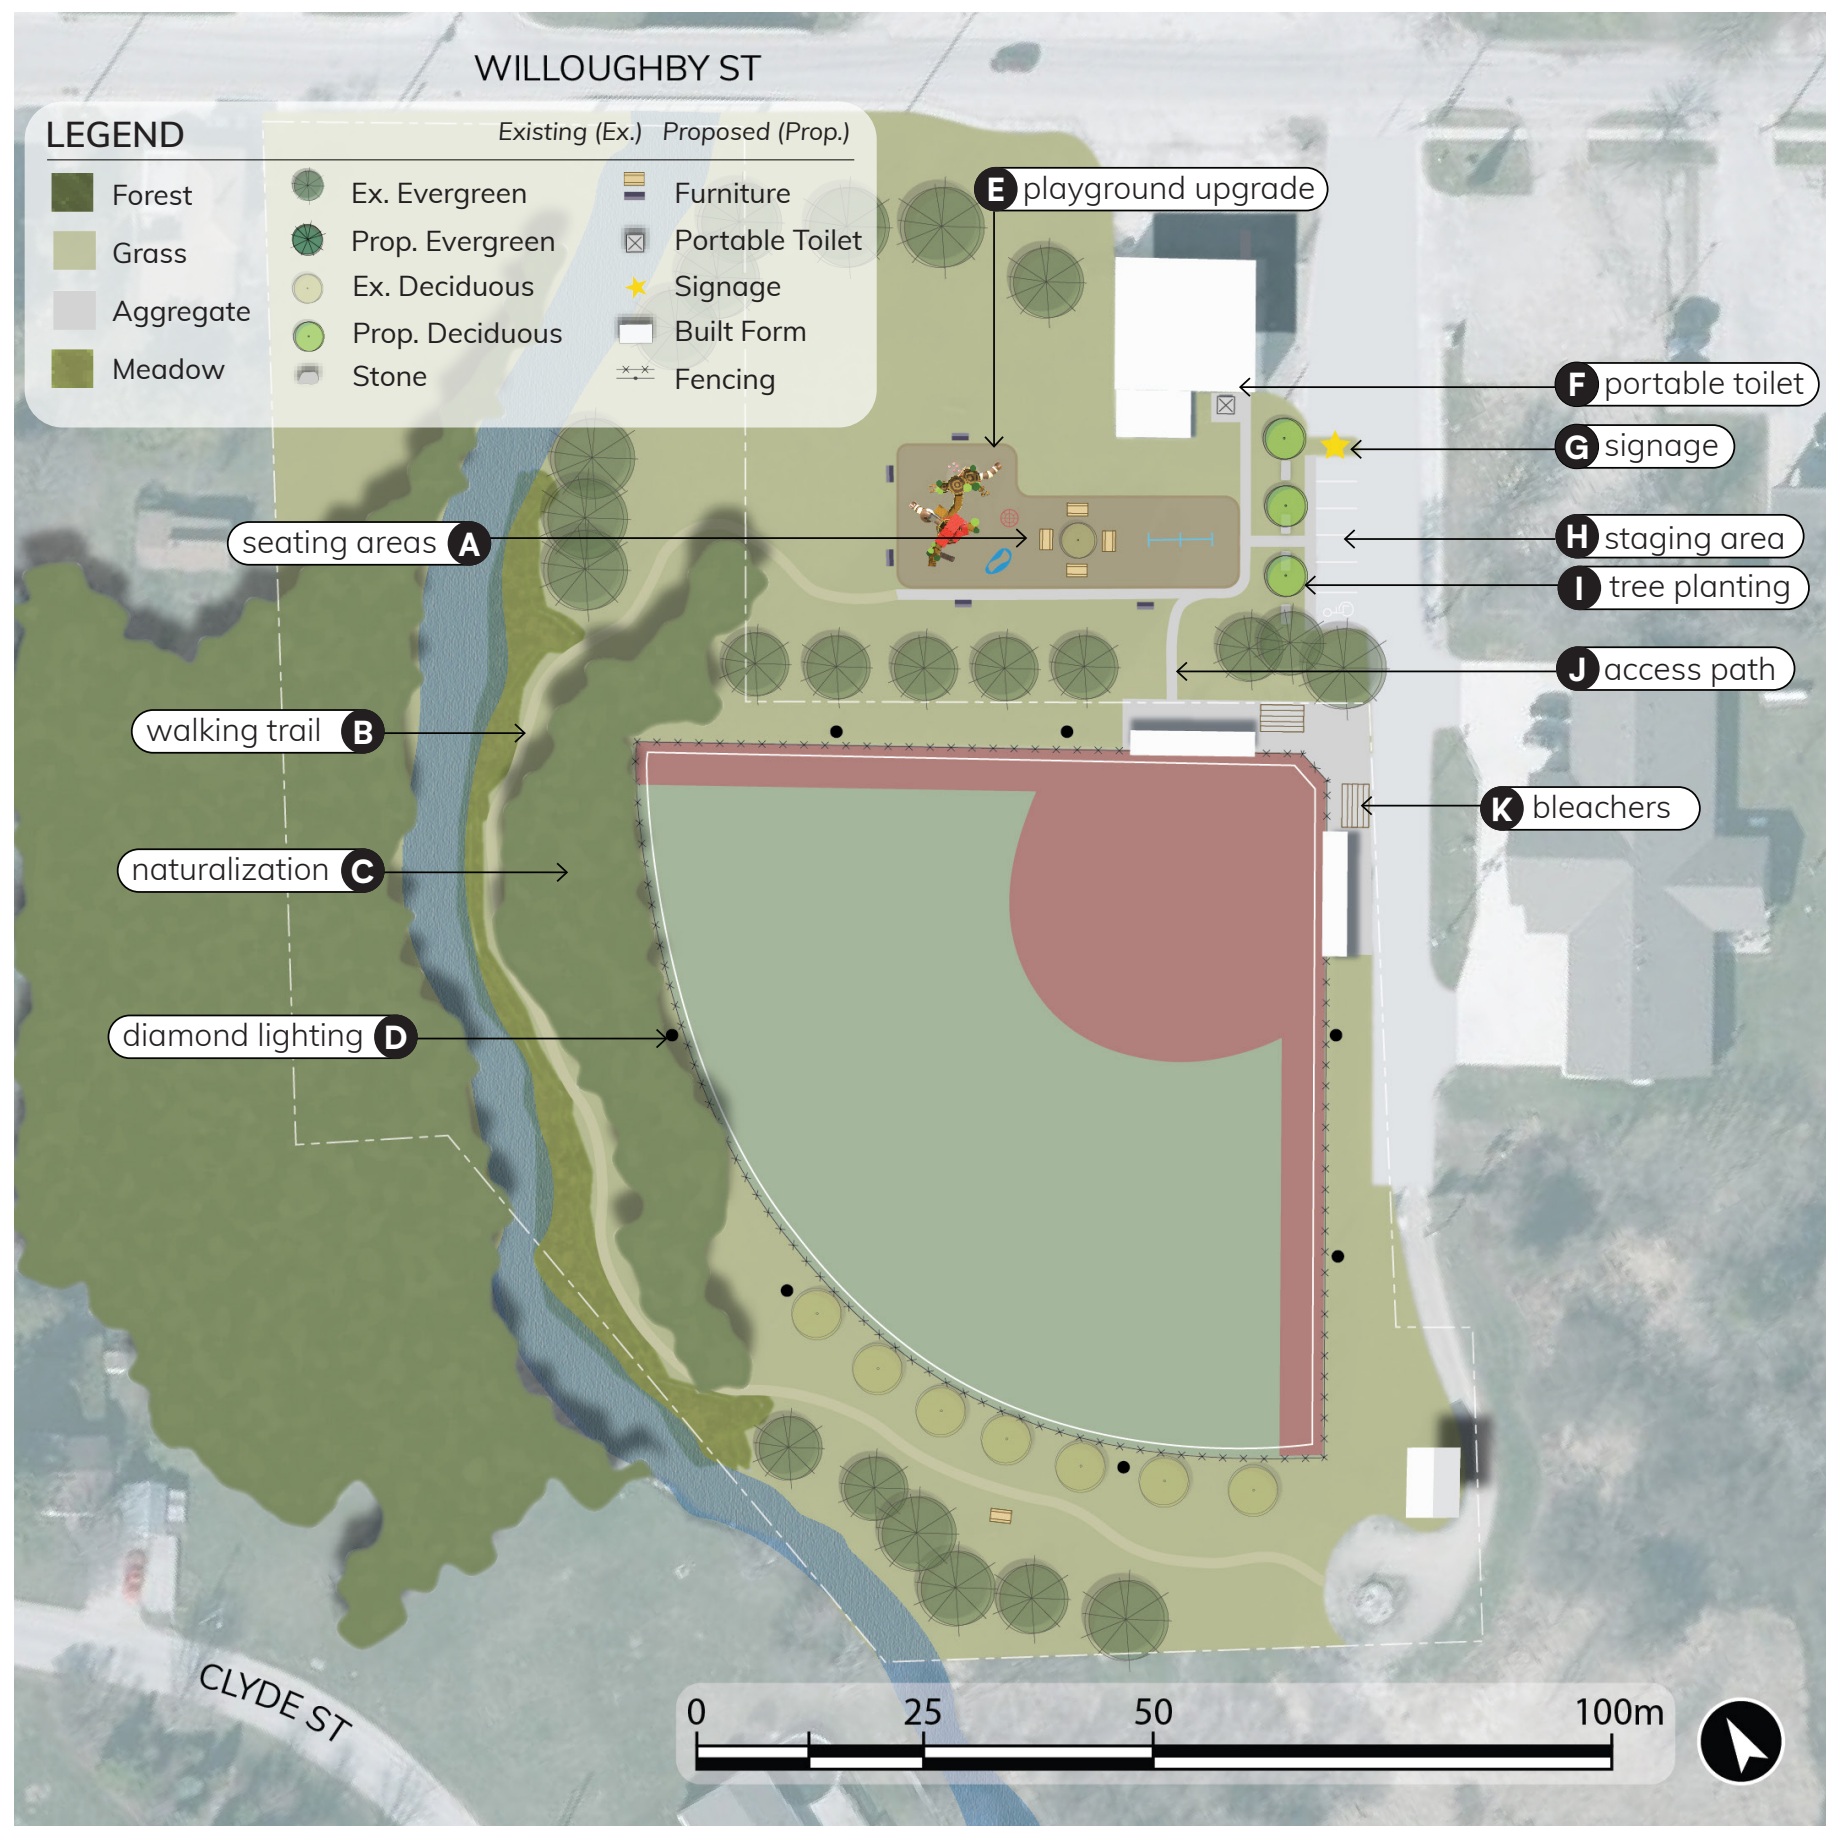 WILLOUGHBY ST
LEGEND
Existing (Ex.) Proposed (Prop.)
Forest
Grass
Aggregate
Meadow
Ex. Evergreen
Prop. Evergreen
Ex. Deciduous
Prop. Deciduous
Stone
Furniture
Portable Toilet
Signage
Built Form
Fencing
E playground upgrade
F portable toilet
G signage
seating areas A
H staging area
I tree planting
J access path
walking trail B
K bleachers
naturalization C
diamond lighting D
CLYDE ST
0 25 50 100m